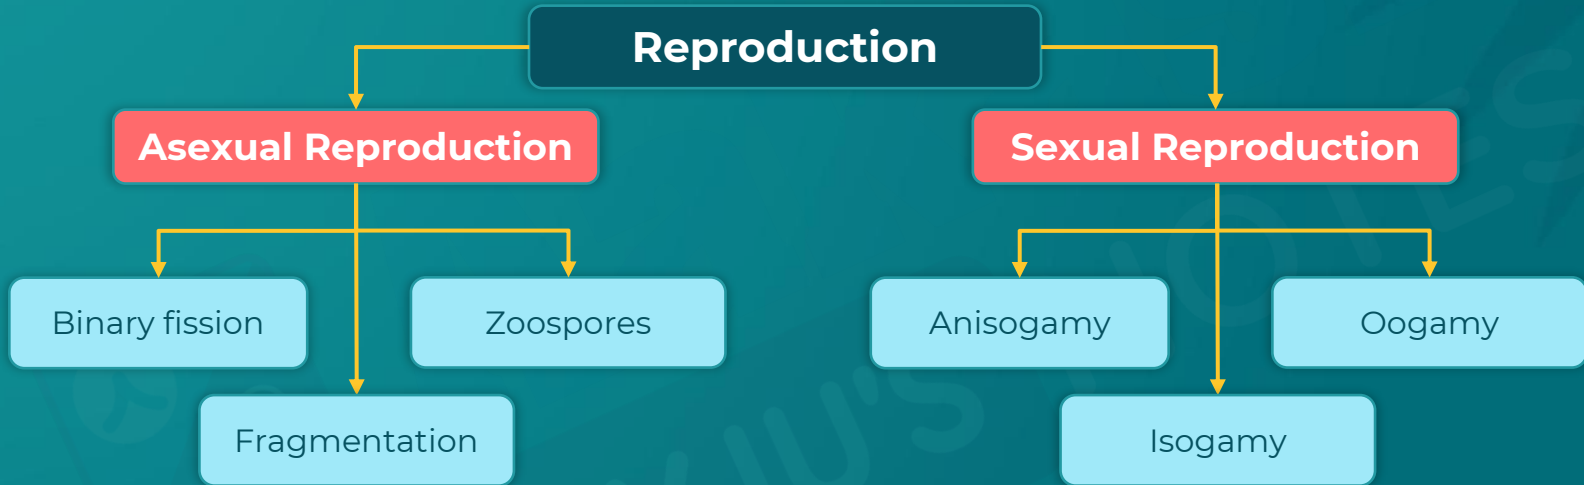 Reproduction
Asexual Reproduction
Sexual Reproduction
Binary fission
Zoospores
Anisogamy
Oogamy
Fragmentation
Isogamy